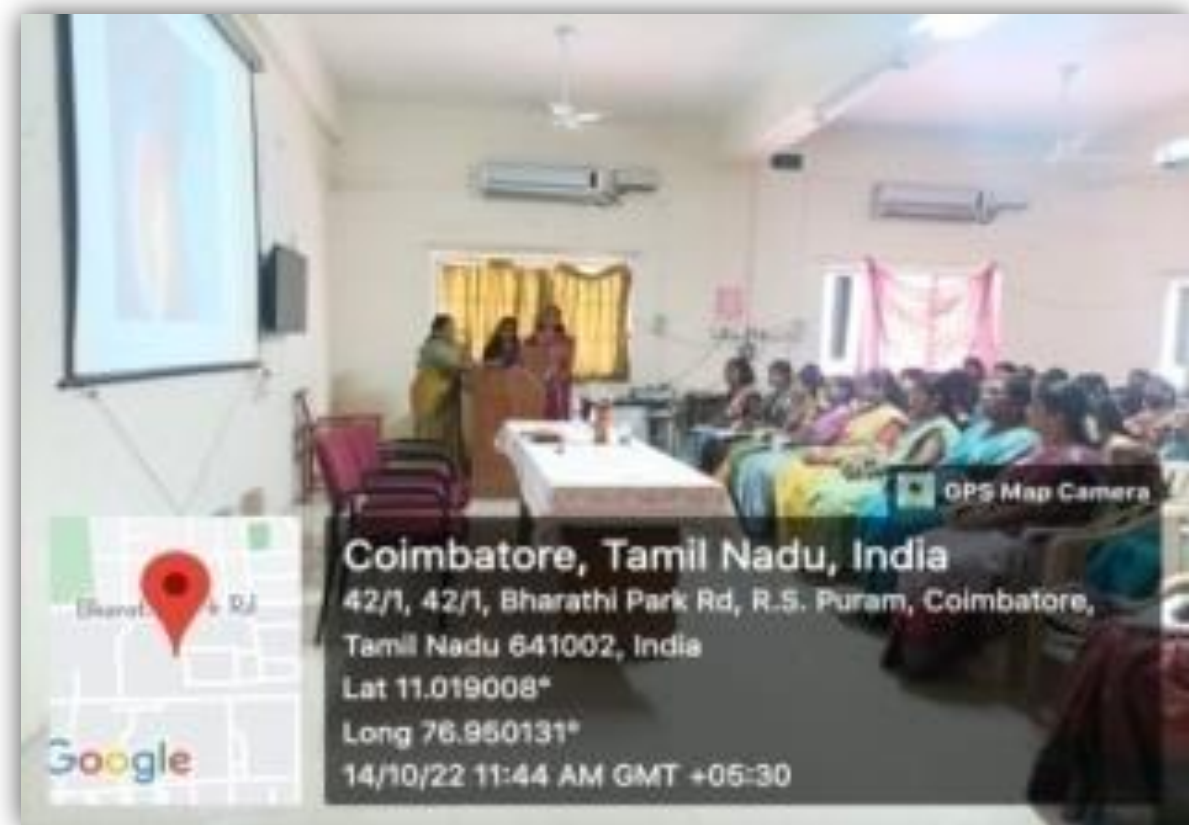 GPS Map Camera
Coimbatore, Tamil Nadu, India
42/1, 42/1, Bharathi Park Rd, R.S. Puram, Coimbatore,
Tamil Nadu 641002, India
Lat 11.019008°
Long 76.950131°
14/10/22 11:44 AM GMT +05:30
Rd
Google